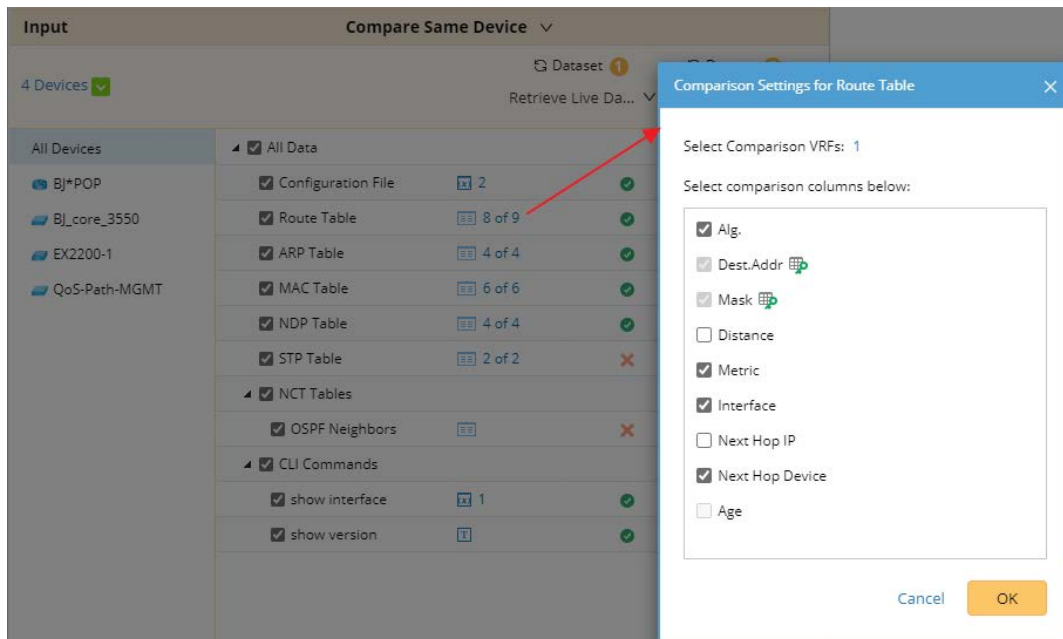 Input
Compare Same Device
4 Devices
Dataset 1
Retrieve Live Da...
All Devices
BJ*POP
BJ_core_3550
EX2200-1
QoS-Path-MGMT
All Data
Configuration File 2
Route Table 8 of 9
ARP Table 4 of 4
MAC Table 6 of 6
NDP Table 4 of 4
STP Table 2 of 2
NCT Tables
OSPF Neighbors
CLI Commands
show interface 1
show version T
Comparison Settings for Route Table
Select Comparison VRFs: 1
Select comparison columns below:
Alg.
Dest.Addr
Mask
Distance
Metric
Interface
Next Hop IP
Next Hop Device
Age
Cancel
OK